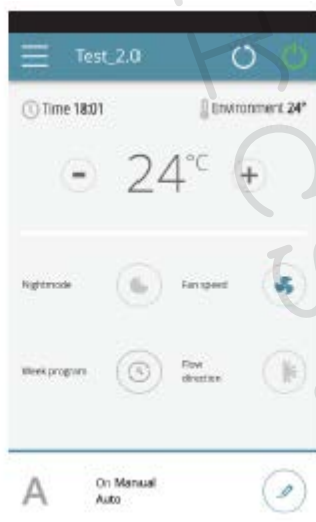 Test_2.0
Time 18:01
Environment 24°
- 24°C +
Nightmode
Fan speed
Week program
Flow
direction
A
On Manual
Auto